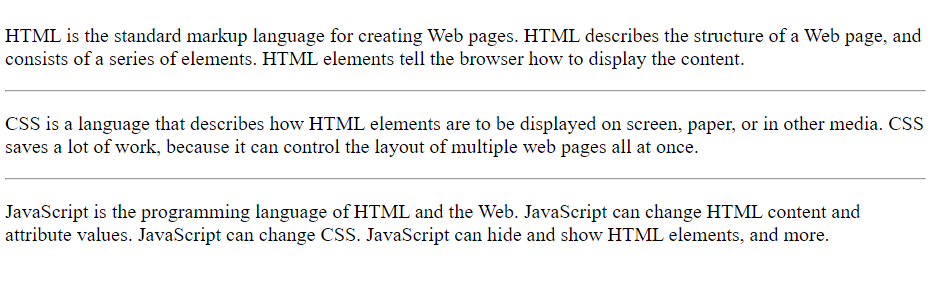 HTML is the standard markup language for creating Web pages. HTML describes the structure of a Web page, and
consists of a series of elements. HTML elements tell the browser how to display the content.
CSS is a language that describes how HTML elements are to be displayed on screen, paper, or in other media. CSS
saves a lot of work, because it can control the layout of multiple web pages all at once.
JavaScript is the programming language of HTML and the Web. JavaScript can change HTML content and
attribute values. JavaScript can change CSS. JavaScript can hide and show HTML elements, and more.